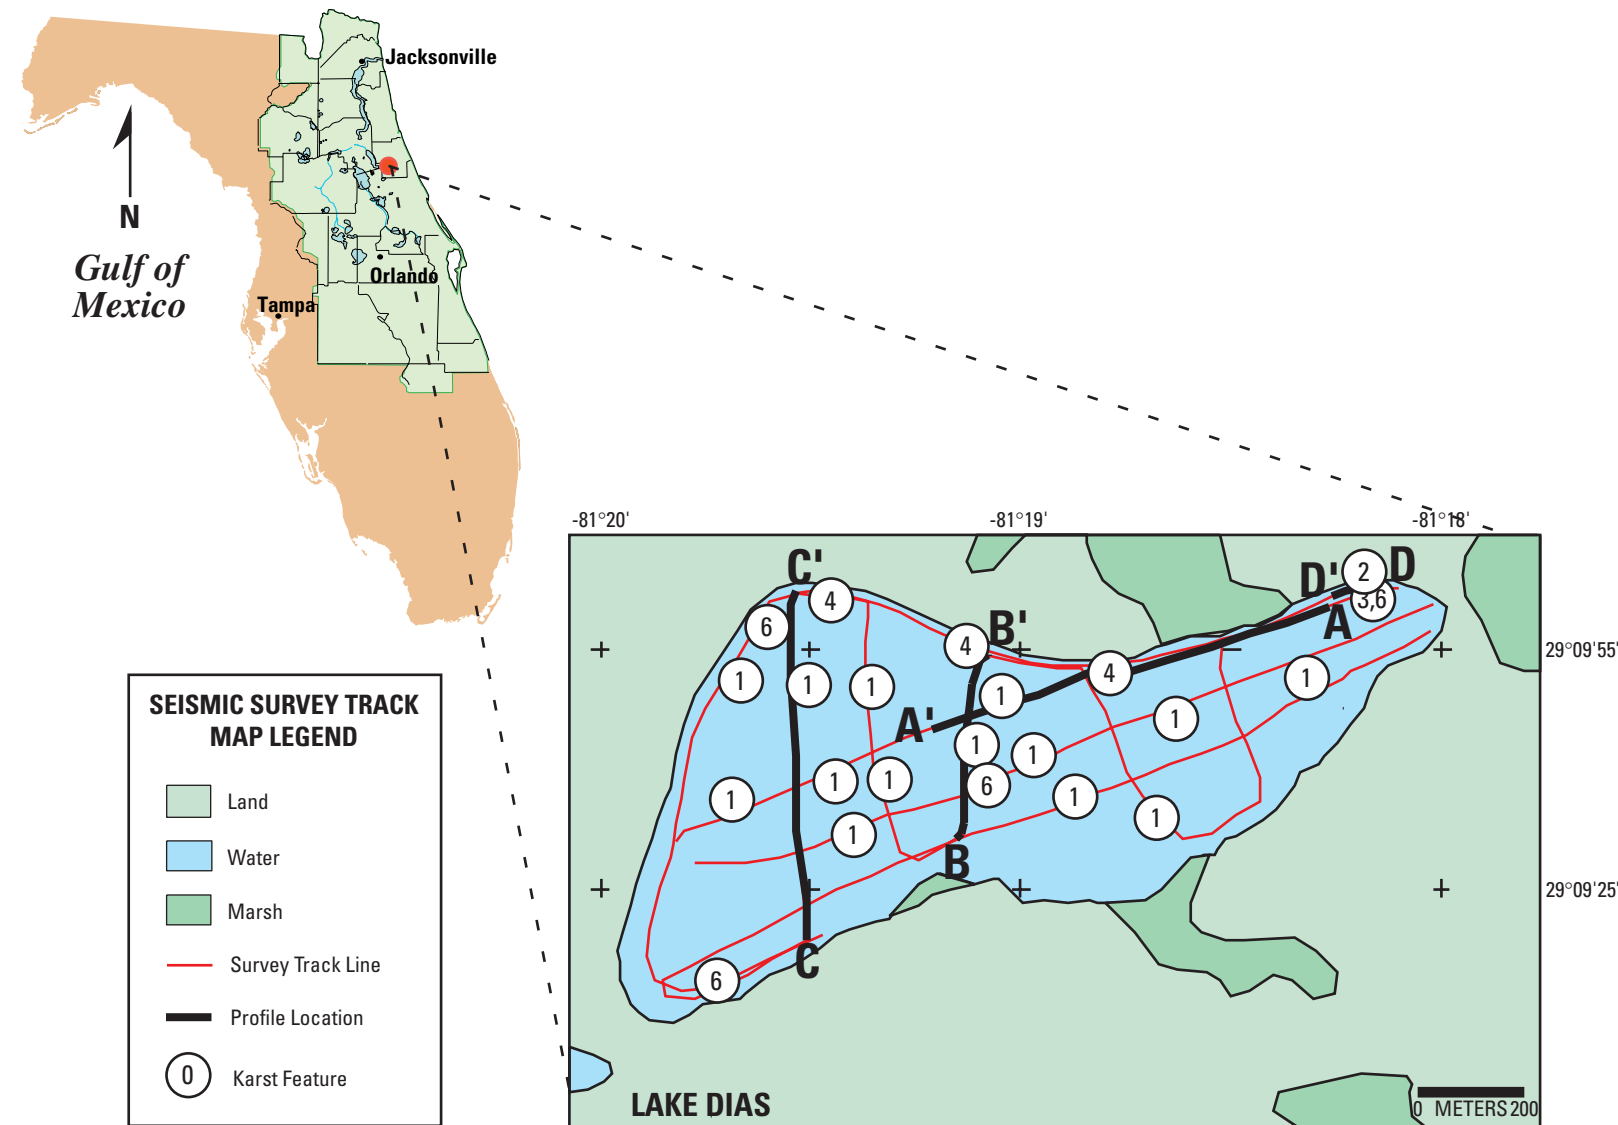 Jacksonville
N
Gulf of
Mexico
Orlando
Tampa
-81°20'
-81°19'
-81°18'
C'
D'
2
D
4
3,6
6
B'
A
4
29°09'55"
4
1
1
1
1
1
A'
1
1
1
6
1
1
1
1
1
1
1
B
29°09'25"
C
6
LAKE DIAS
0 METERS 200
SEISMIC SURVEY TRACK
MAP LEGEND
Land
Water
Marsh
Survey Track Line
Profile Location
0 Karst Feature